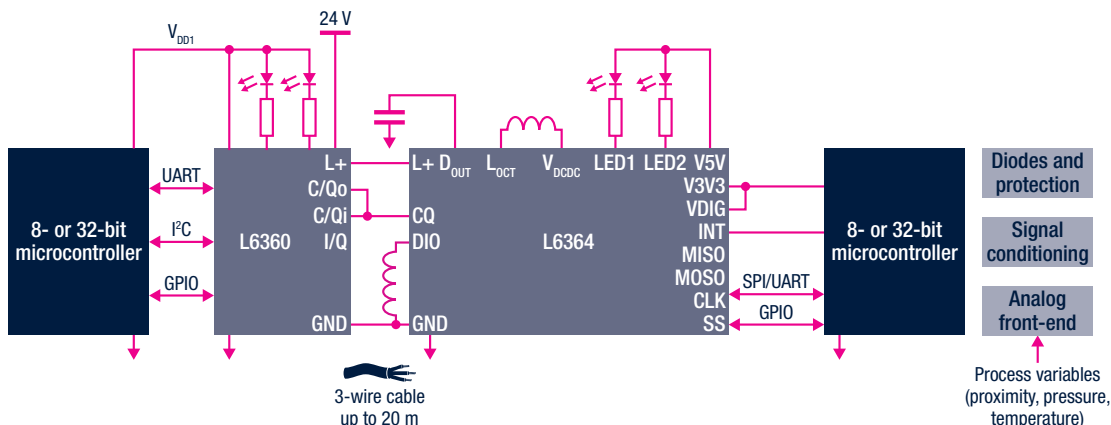 24 V
VDD1
L+
L+ DOUT
LOCT
VDCDC
LED1
LED2
V5V
Diodes and
protection
UART
C/Qo
V3V3
C/Qi
CQ
VDIG
8- or 32-bit
microcontroller
I²C
L6360
I/Q
DIO
L6364
INT
8- or 32-bit
microcontroller
Signal
conditioning
MISO
MOSO
GPIO
CLK
SPI/UART
Analog
front-end
GND
GND
SS
GPIO
3-wire cable
up to 20 m
Process variables
(proximity, pressure,
temperature)